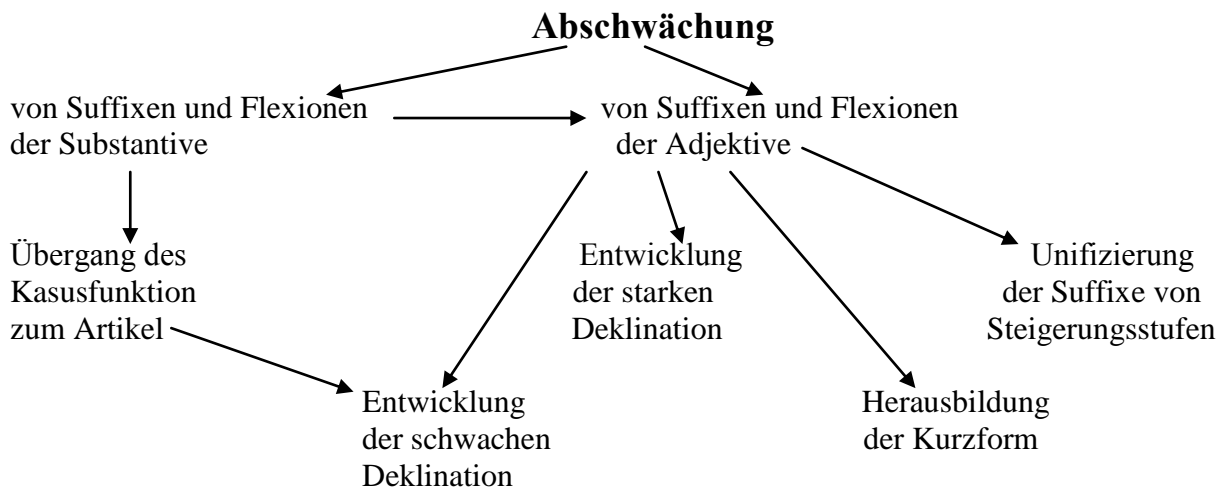 Abschwächung
von Suffixen und Flexionen
der Substantive
von Suffixen und Flexionen
der Adjektive
Übergang des
Kasusfunktion
zum Artikel
Entwicklung
der starken
Deklination
Unifizierung
der Suffixe von
Steigerungsstufen
Entwicklung
der schwachen
Deklination
Herausbildung
der Kurzform